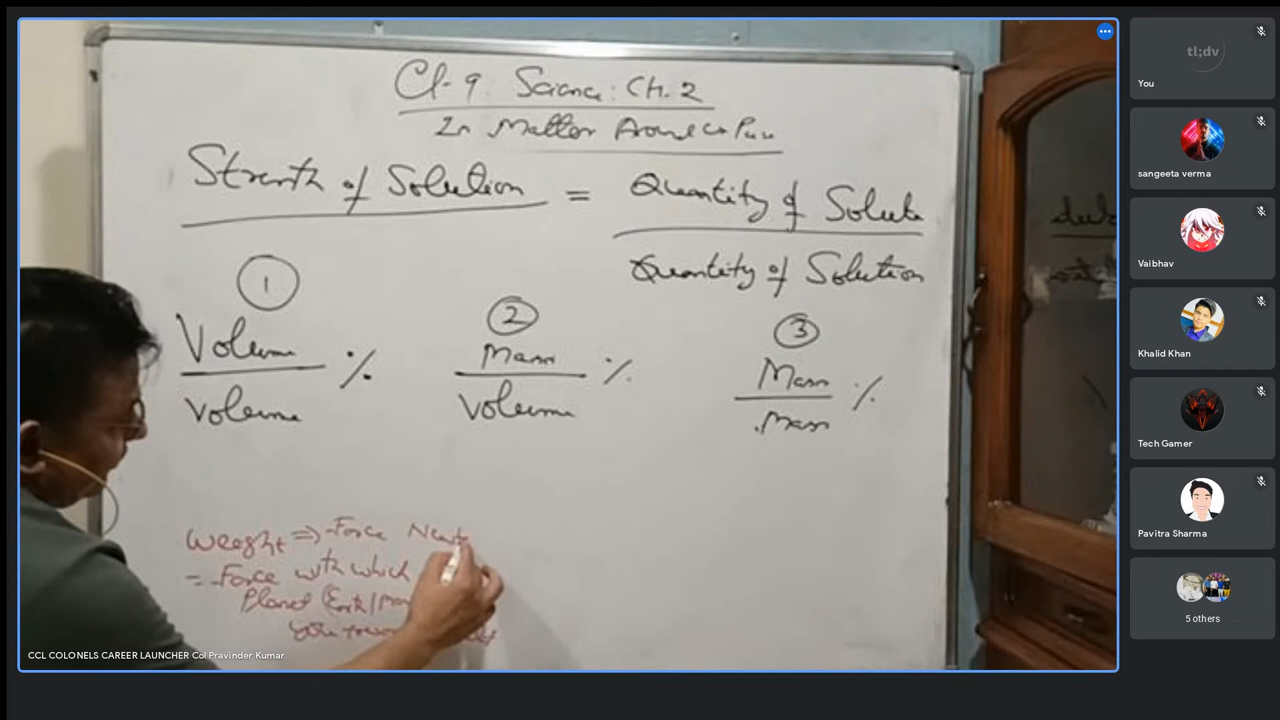 Cl-9 Science: Ch.2
Is Matter Around us Pure
Strenth of Solution = Quantity of Solute
Quantity of Solution
1
Volume
Volume %
2
Mass
Volume %
3
Mass
Mass %
Weight => Force
= Force with which
Planet
CCL COLONELS CAREER LAUNCHER Col Pravinder Kumar
tl;dv
You
sangeeta verma
Vaibhav
Khalid Khan
Tech Gamer
Pavitra Sharma
5 others